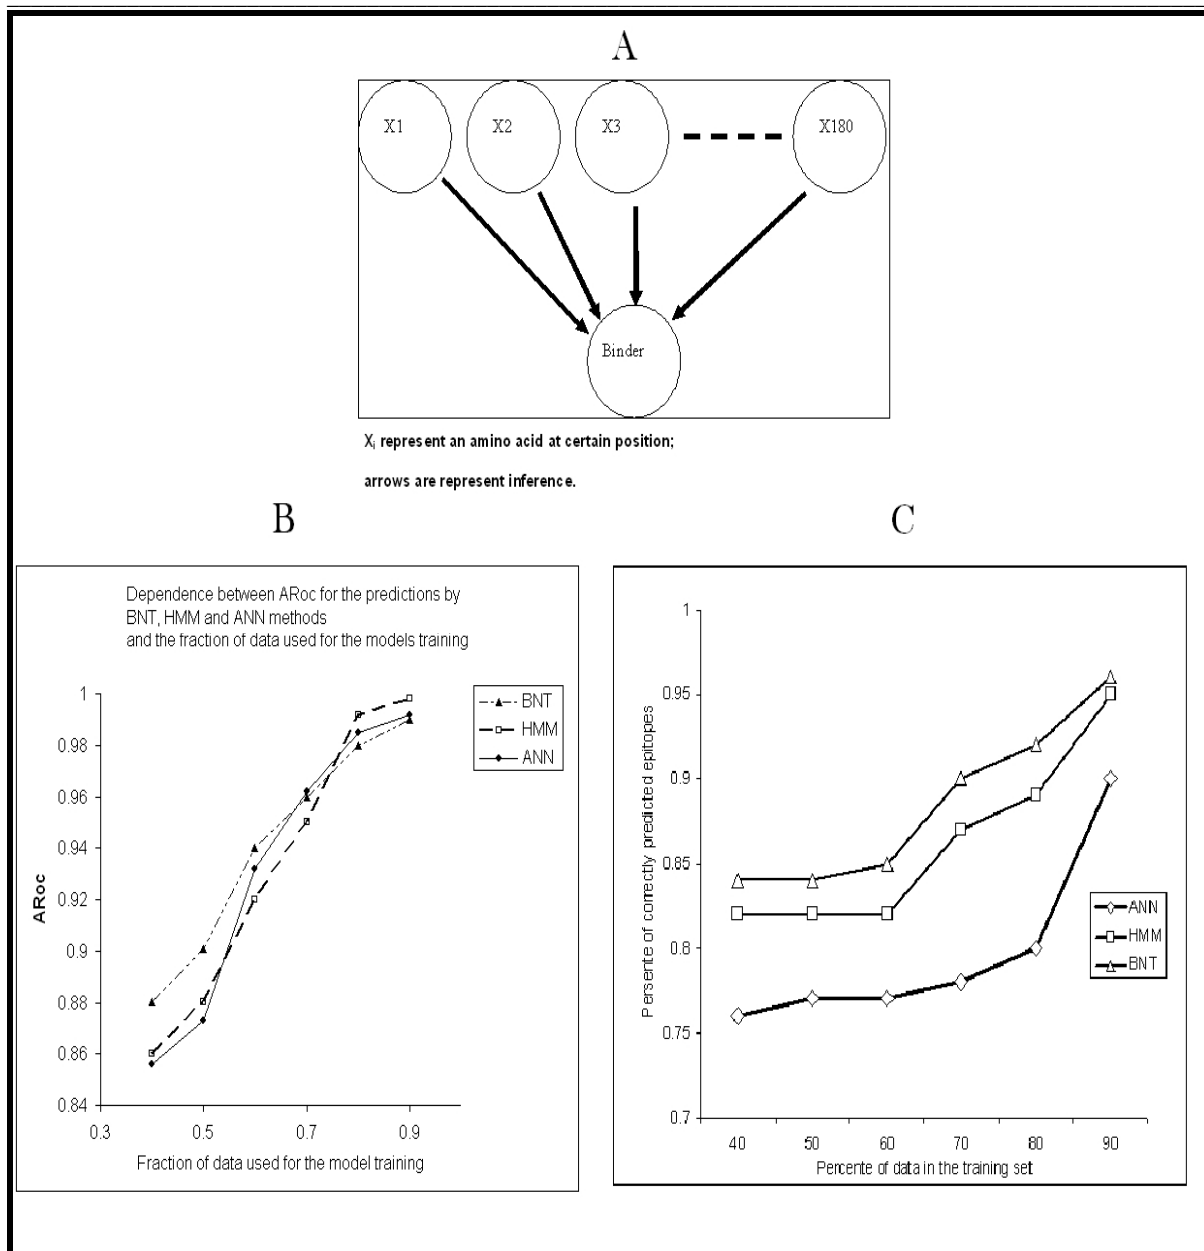 A
X1
X2
X3
X180
Binder
Xi represent an amino acid at certain position;
arrows are represent inference.
B
C
Dependence between ARoc for the predictions by
BNT, HMM and ANN methods
and the fraction of data used for the models training
1
0.98
0.96
0.94
0.92
0.9
0.88
0.86
0.84
0.3
0.5
0.7
0.9
ARoc
Fraction of data used for the model training
BNT
HMM
ANN
1
0.95
0.9
0.85
0.8
0.75
0.7
40
50
60
70
80
90
Persente of correctly predicted epitopes
Percente of data in the training set
ANN
HMM
BNT